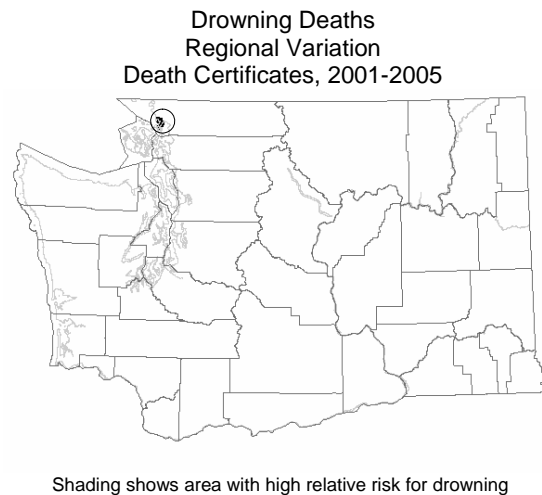 Drowning Deaths
Regional Variation
Death Certificates, 2001-2005
Shading shows area with high relative risk for drowning